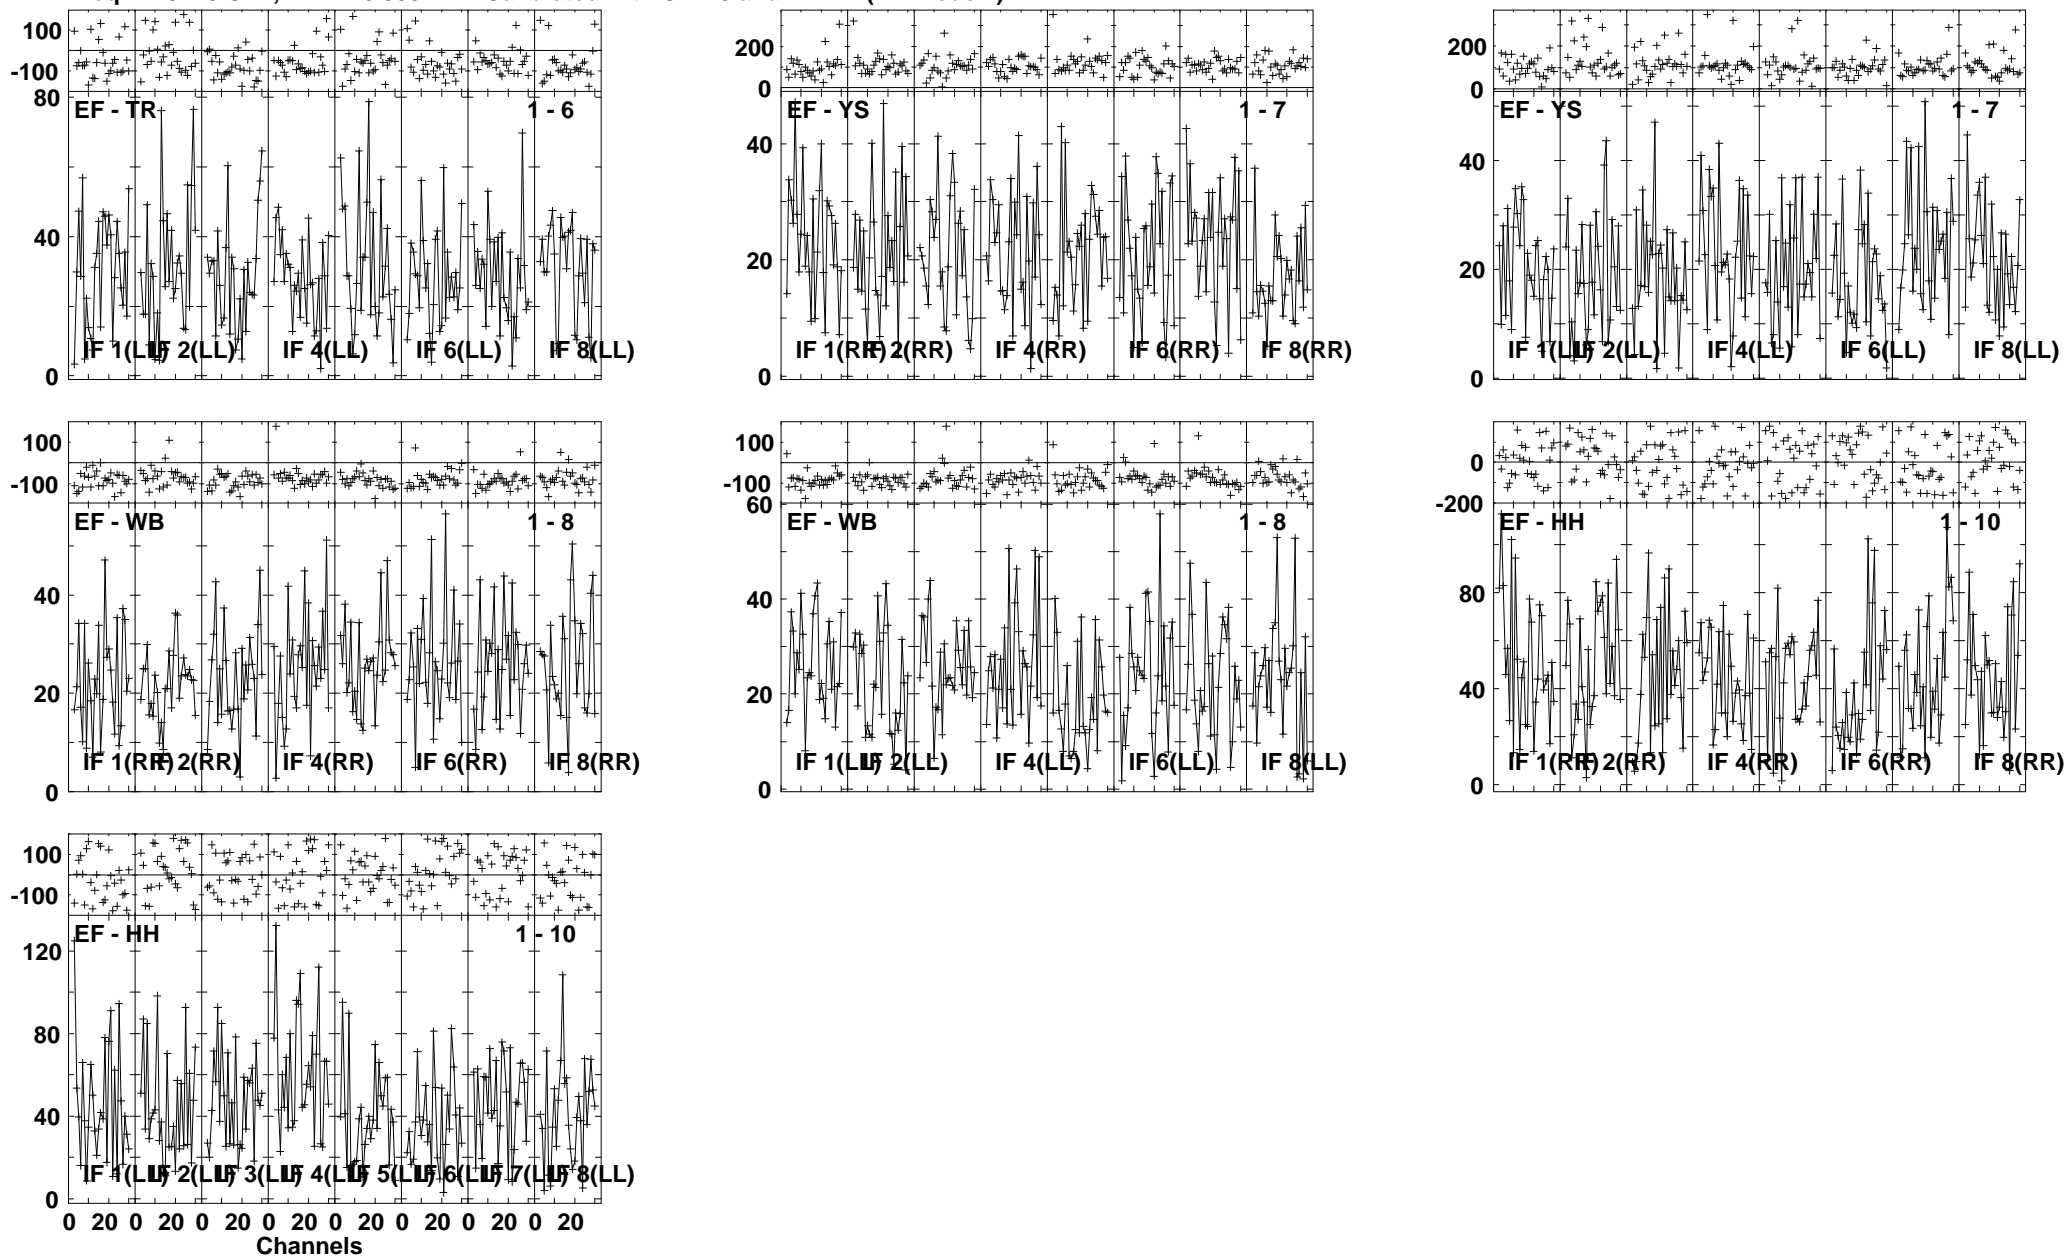 100
-100
80
40
0
EF - TR
1 - 6
IF 1(LL) IF 2(LL) IF 4(LL) IF 6(LL) IF 8(LL)
200
0
40
20
0
EF - YS
1 - 7
IF 1(RR) IF 2(RR) IF 4(RR) IF 6(RR) IF 8(RR)
200
0
40
20
0
EF - YS
1 - 7
IF 1(LL) IF 2(LL) IF 4(LL) IF 6(LL) IF 8(LL)
100
-100
40
20
0
EF - WB
1 - 8
IF 1(RR) IF 2(RR) IF 4(RR) IF 6(RR) IF 8(RR)
100
-100
60
40
20
0
EF - WB
1 - 8
IF 1(LL) IF 2(LL) IF 4(LL) IF 6(LL) IF 8(LL)
0
-200
80
40
0
EF - HH
1 - 10
IF 1(RR) IF 2(RR) IF 4(RR) IF 6(RR) IF 8(RR)
100
-100
120
80
40
0
EF - HH
1 - 10
IF 1(LL) IF 2(LL) IF 3(LL) IF 4(LL) IF 5(LL) IF 6(LL) IF 7(LL) IF 8(LL)
0 20 0 20 0 20 0 20 0 20 0 20 0 20 0 20
Channels